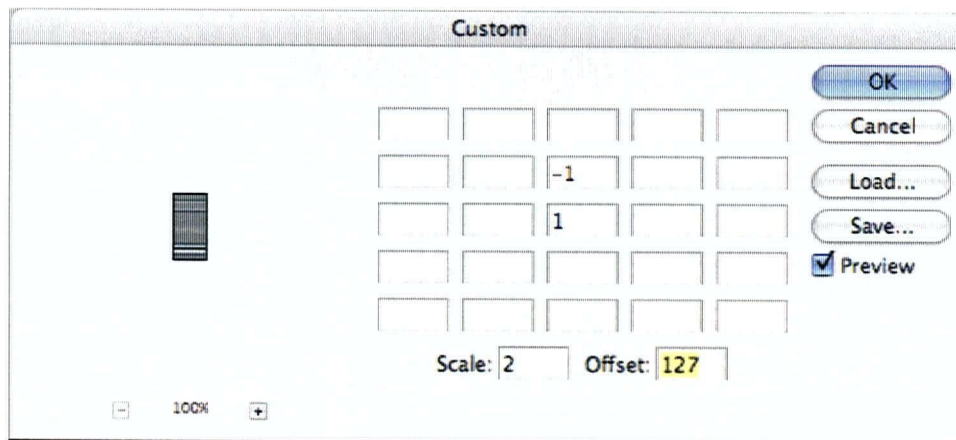 Custom
OK
Cancel
-1
Load...
1
Save...
Preview
Scale: 2 Offset: 127
- 100% +